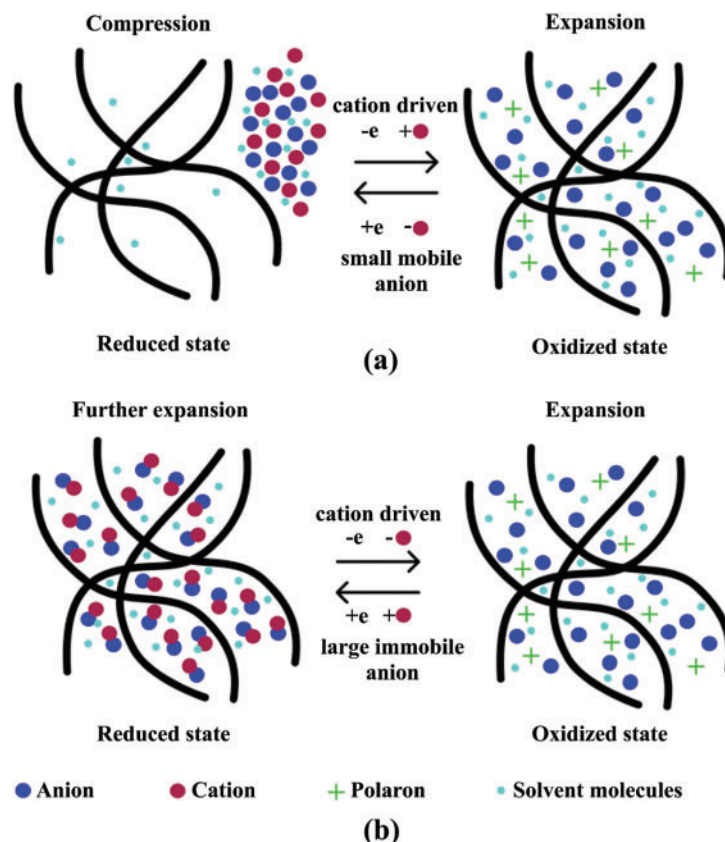 Compression
Expansion
cation driven
-e +
+e -
small mobile
anion
Reduced state
Oxidized state
(a)
Further expansion
Expansion
cation driven
-e -
+e +
large immobile
anion
Reduced state
Oxidized state
Anion
Cation
Polaron
Solvent molecules
(b)